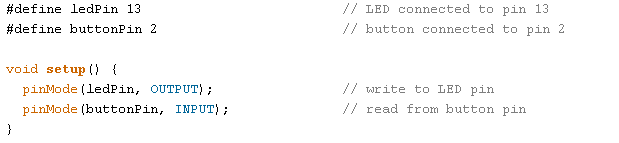 #define ledPin 13 // LED connected to pin 13
#define buttonPin 2 // button connected to pin 2
void setup() {
pinMode(ledPin, OUTPUT); // write to LED pin
pinMode(buttonPin, INPUT); // read from button pin
}